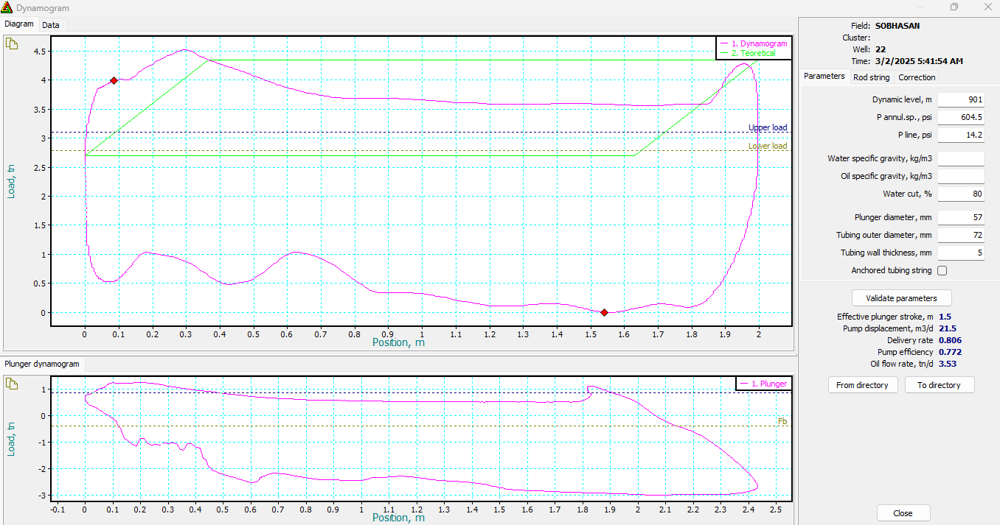 Dynamogram
Diagram Data
4.5
4
3.5
3
2.5
2
1.5
1
0.5
0
Load, tn
1. Dynamogram
2. Teoretical
Upper load
Lower load
0 0.1 0.2 0.3 0.4 0.5 0.6 0.7 0.8 0.9 1 1.1 1.2 1.3 1.4 1.5 1.6 1.7 1.8 1.9 2
Position, m
Plunger dynamogram
1
0
-1
-2
-3
Load, tn
1. Plunger
Fb
-0.1 0 0.1 0.2 0.3 0.4 0.5 0.6 0.7 0.8 0.9 1 1.1 1.2 1.3 1.4 1.5 1.6 1.7 1.8 1.9 2 2.1 2.2 2.3 2.4 2.5
Position, m
Field: SOBHASAN
Cluster:
Well: 22
Time: 3/2/2025 5:41:54 AM
Parameters Rod string Correction
Dynamic level, m 901
P annul.sp., psi 604.5
P line, psi 14.2
Water specific gravity, kg/m3
Oil specific gravity, kg/m3
Water cut, % 80
Plunger diameter, mm 57
Tubing outer diameter, mm 72
Tubing wall thickness, mm 5
Anchored tubing string
Validate parameters
Effective plunger stroke, m 1.5
Pump displacement, m3/d 21.5
Delivery rate 0.806
Pump efficiency 0.772
Oil flow rate, tn/d 3.53
From directory To directory
Close